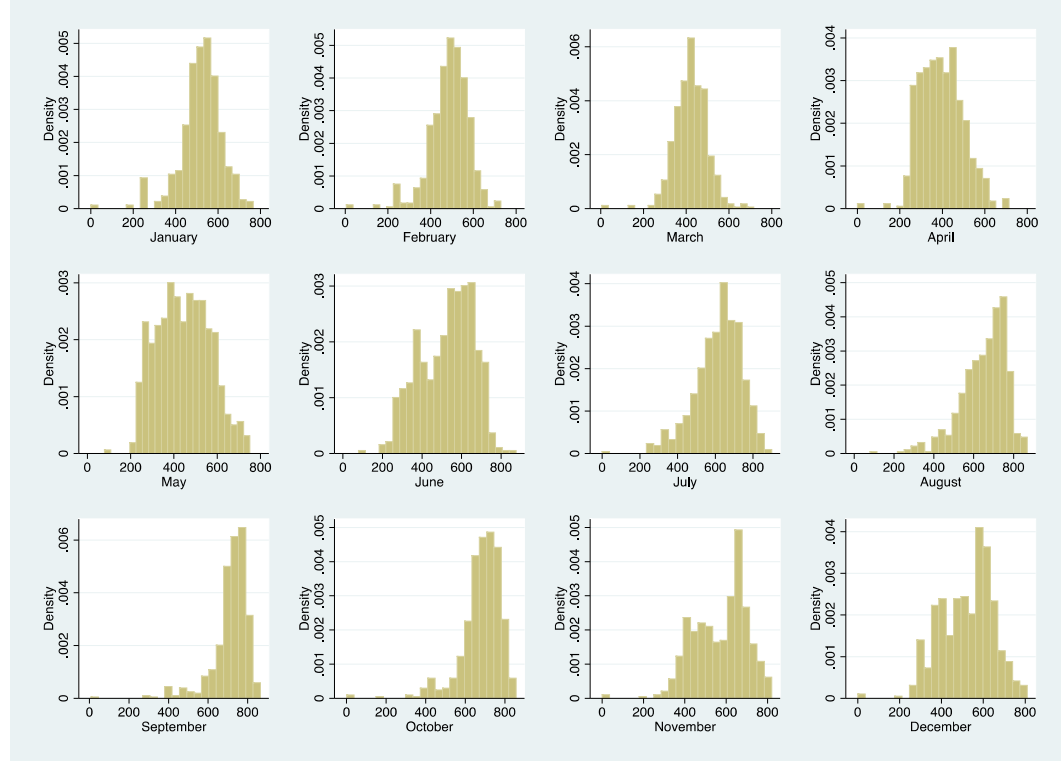 Density
0 .001 .002 .003 .004 .005
0 200 400 600 800
January
Density
0 .001 .002 .003 .004 .005
0 200 400 600 800
February
Density
0 .002 .004 .006
0 200 400 600 800
March
Density
0 .001 .002 .003 .004
0 200 400 600 800
April
Density
0 .001 .002 .003
0 200 400 600 800
May
Density
0 .001 .002 .003
0 200 400 600 800
June
Density
0 .001 .002 .003 .004
0 200 400 600 800
July
Density
0 .001 .002 .003 .004 .005
0 200 400 600 800
August
Density
0 .002 .004 .006
0 200 400 600 800
September
Density
0 .001 .002 .003 .004 .005
0 200 400 600 800
October
Density
0 .001 .002 .003 .004 .005
0 200 400 600 800
November
Density
0 .001 .002 .003 .004
0 200 400 600 800
December